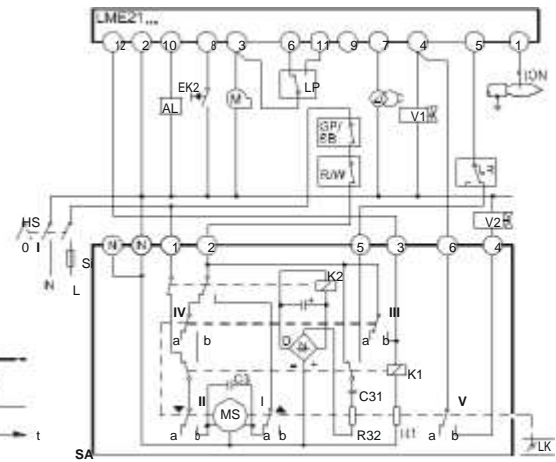 LME21...
12 2 10 8 3 6 11 9 7 4 5 1
ION
EK2
LP
AL
M
V1
GP/
R/W
LR
V2
HS
0 I
S
N
L
N N 1 2 5 3 6 4
K2
IV
III
a b
a b
D
K1
C3
C31
II
MS
I
V
a b
a b
R32
a b
t
LK
SA